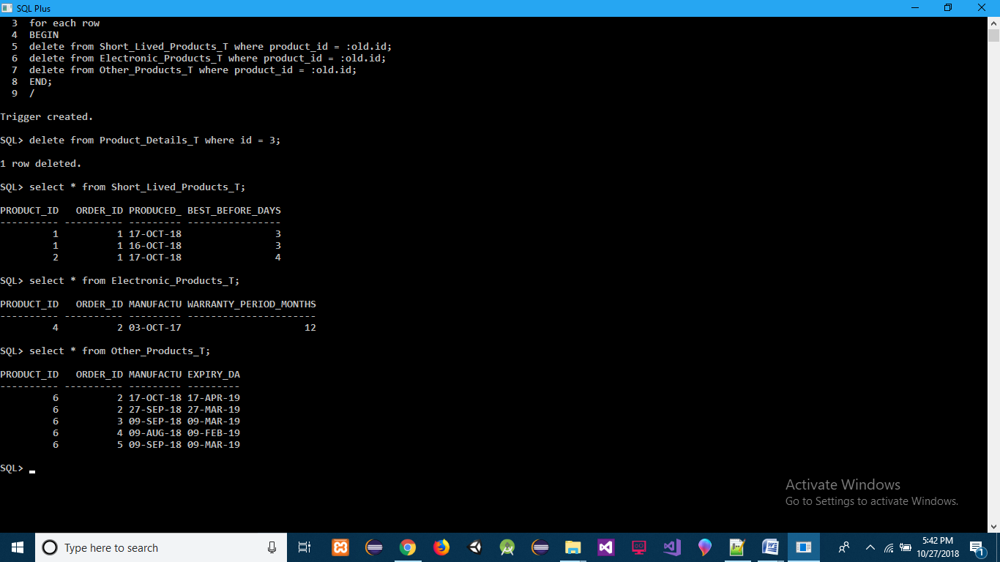 SQL Plus
3 for each row
4 BEGIN
5 delete from Short_Lived_Products_T where product_id = :old.id;
6 delete from Electronic_Products_T where product_id = :old.id;
7 delete from Other_Products_T where product_id = :old.id;
8 END;
9 /
Trigger created.
SQL> delete from Product_Details_T where id = 3;
1 row deleted.
SQL> select * from Short_Lived_Products_T;
PRODUCT_ID ORDER_ID PRODUCED_ BEST_BEFORE_DAYS
---------- ---------- --------- ----------------
1 1 17-OCT-18 3
1 1 16-OCT-18 3
2 1 17-OCT-18 4
SQL> select * from Electronic_Products_T;
PRODUCT_ID ORDER_ID MANUFACTU WARRANTY_PERIOD_MONTHS
---------- ---------- --------- ----------------------
4 2 03-OCT-17 12
SQL> select * from Other_Products_T;
PRODUCT_ID ORDER_ID MANUFACTU EXPIRY_DA
---------- ---------- --------- ---------
6 2 17-OCT-18 17-APR-19
6 2 27-SEP-18 27-MAR-19
6 3 09-SEP-18 09-MAR-19
6 4 09-AUG-18 09-FEB-19
6 5 09-SEP-18 09-MAR-19
SQL>
Activate Windows
Go to Settings to activate Windows.
Type here to search
5:42 PM
10/27/2018
1